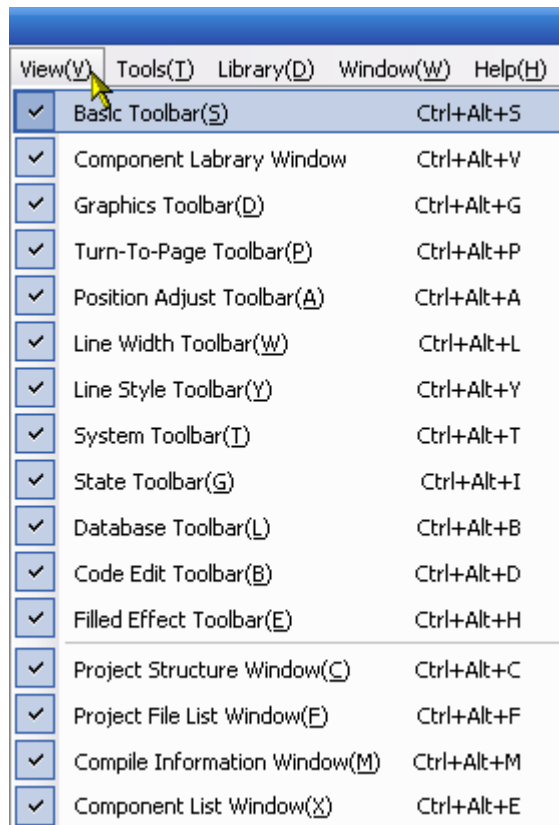 View(V) Tools(T) Library(D) Window(W) Help(H)
Basic Toolbar(S) Ctrl+Alt+S
Component Labrary Window Ctrl+Alt+V
Graphics Toolbar(D) Ctrl+Alt+G
Turn-To-Page Toolbar(P) Ctrl+Alt+P
Position Adjust Toolbar(A) Ctrl+Alt+A
Line Width Toolbar(W) Ctrl+Alt+L
Line Style Toolbar(Y) Ctrl+Alt+Y
System Toolbar(T) Ctrl+Alt+T
State Toolbar(G) Ctrl+Alt+I
Database Toolbar(L) Ctrl+Alt+B
Code Edit Toolbar(B) Ctrl+Alt+D
Filled Effect Toolbar(E) Ctrl+Alt+H
Project Structure Window(C) Ctrl+Alt+C
Project File List Window(F) Ctrl+Alt+F
Compile Information Window(M) Ctrl+Alt+M
Component List Window(X) Ctrl+Alt+E